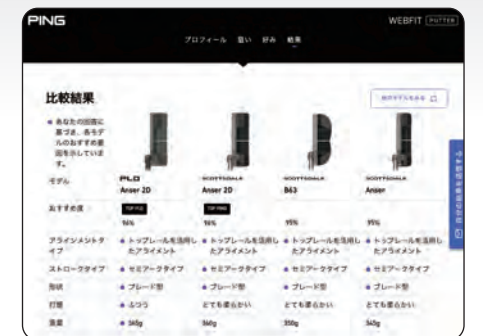 PING
WEBFIT PUTTER
プロフィール 狙い 好み 結果
比較結果
あなたの回答に
基づき、各モデ
ルのおすすめ要
因を示していま
す。
モデル
PLD
Anser 2D
SCOTTSDALE
Anser 2D
SCOTTSDALE
B63
SCOTTSDALE
Anser
おすすめ度
96%
96%
95%
95%
アラインメントタ
イプ
トップレールを活用し
たアライメント
トップレールを活用し
たアライメント
トップレールを活用し
たアライメント
トップレールを活用し
たアライメント
ストロークタイプ
セミアークタイプ
セミアークタイプ
セミアークタイプ
セミアークタイプ
形状
ブレード型
ブレード型
ブレード型
ブレード型
打感
ふつう
とても柔らかい
とても柔らかい
とても柔らかい
重量
365g
360g
350g
345g